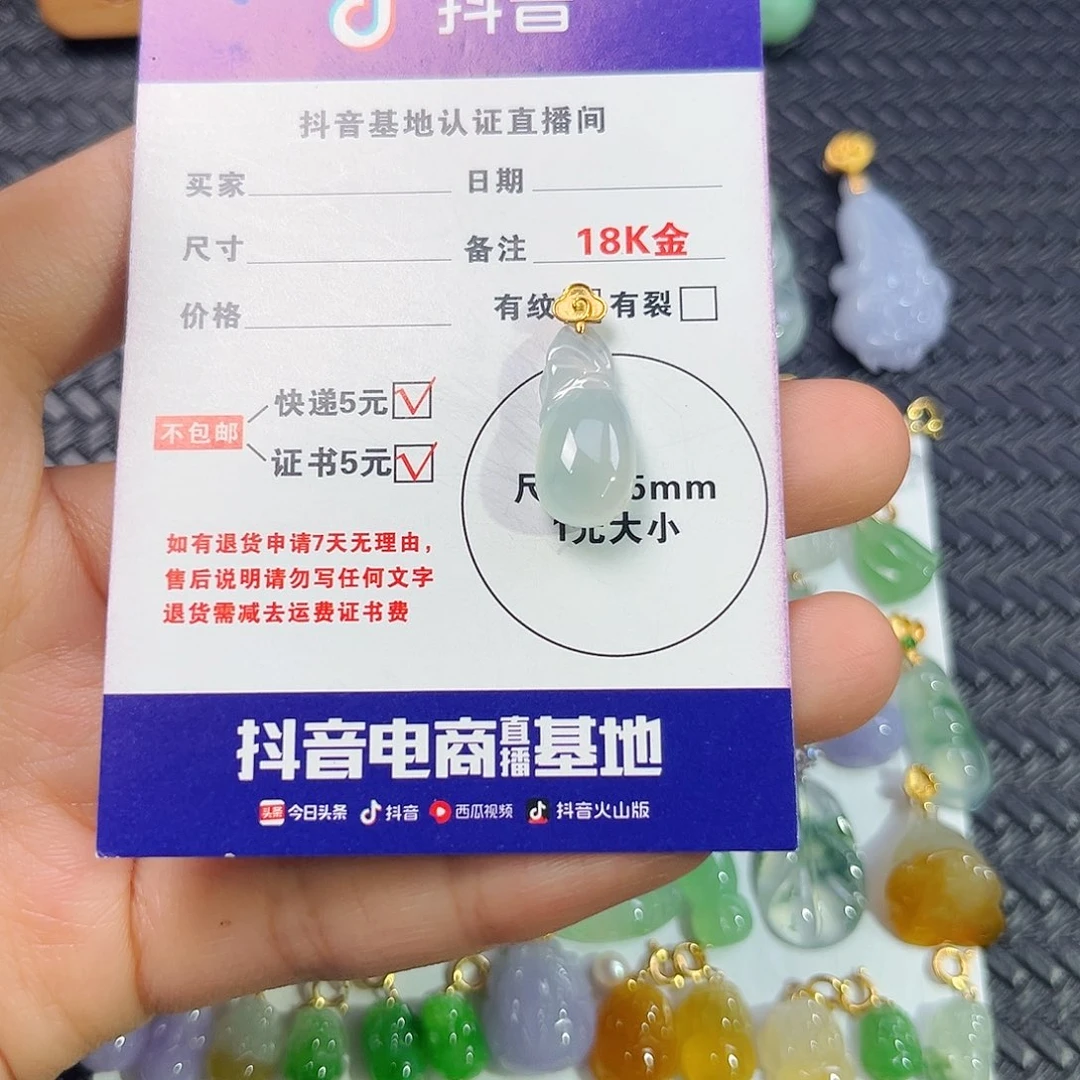 抖音
抖音基地认证直播间
买家 日期
尺寸 备注 18K金
价格 有纹 有裂
不包邮
快递5元
证书5元
尺 5mm
1元大小
如有退货申请7天无理由，
售后说明请勿写任何文字
退货需减去运费证书费
抖音电商直播基地
头条 今日头条 抖音 西瓜视频 抖音火山版